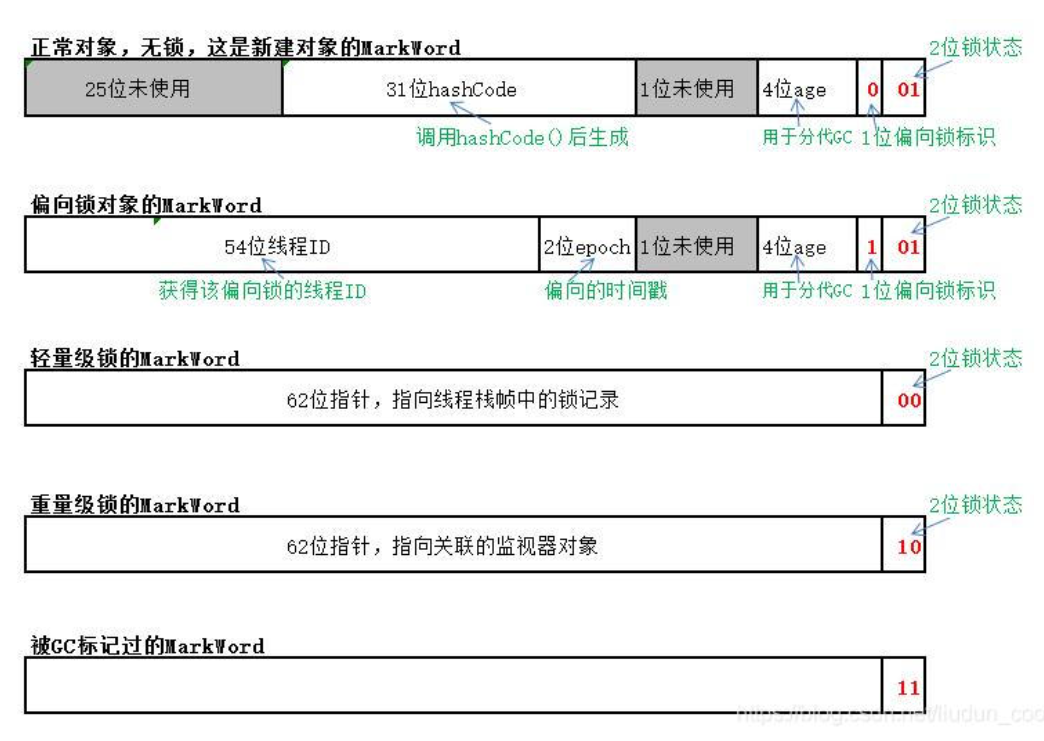 正常对象，无锁，这是新建对象的MarkWord
2位锁状态
25位未使用 31位hashCode 1位未使用 4位age 0 01
调用hashCode()后生成 用于分代GC 1位偏向锁标识
偏向锁对象的MarkWord
2位锁状态
54位线程ID 2位epoch 1位未使用 4位age 1 01
获得该偏向锁的线程ID 偏向的时间戳 用于分代GC 1位偏向锁标识
轻量级锁的MarkWord
2位锁状态
62位指针，指向线程栈帧中的锁记录 00
重量级锁的MarkWord
2位锁状态
62位指针，指向关联的监视器对象 10
被GC标记过的MarkWord
11
https://blog.csdn.net/liudun_coo